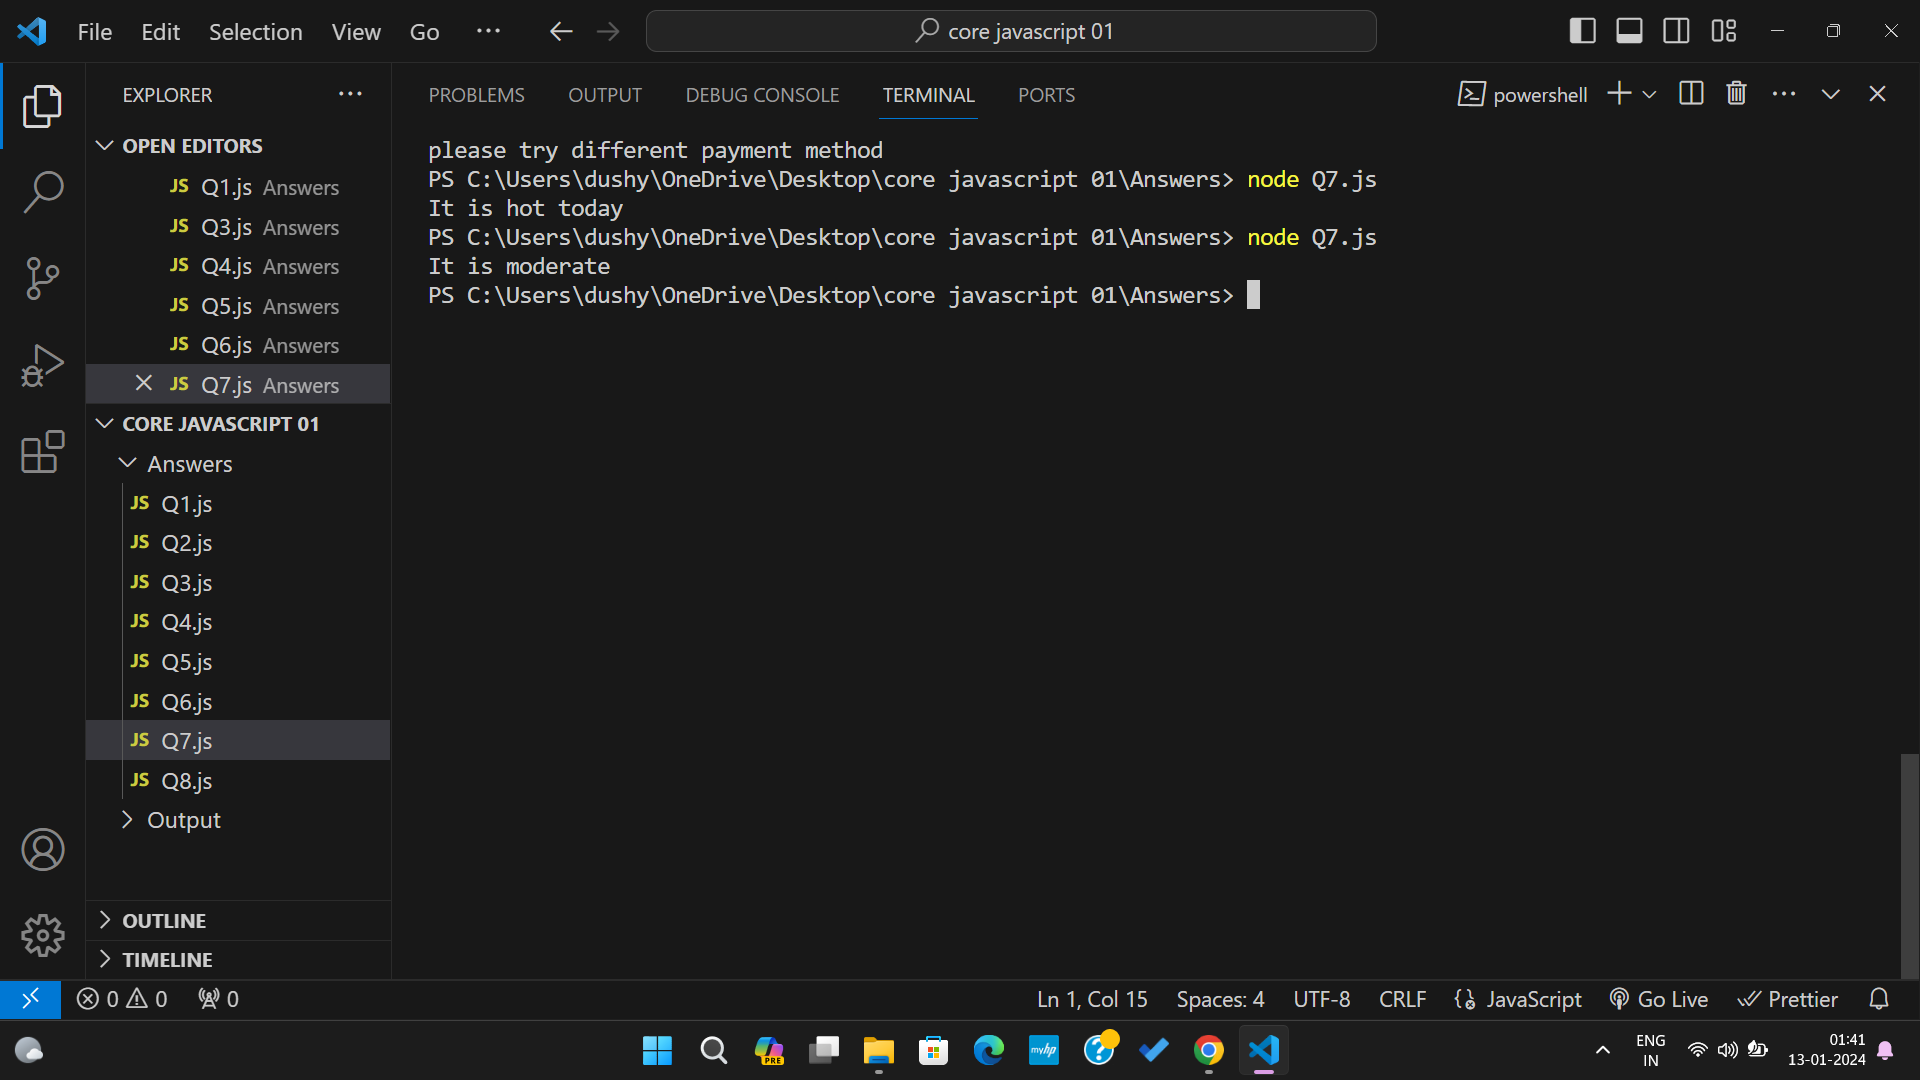 File Edit Selection View Go ··· core javascript 01
EXPLORER ···
OPEN EDITORS
JS Q1.js Answers
JS Q3.js Answers
JS Q4.js Answers
JS Q5.js Answers
JS Q6.js Answers
JS Q7.js Answers
CORE JAVASCRIPT 01
Answers
JS Q1.js
JS Q2.js
JS Q3.js
JS Q4.js
JS Q5.js
JS Q6.js
JS Q7.js
JS Q8.js
Output
OUTLINE
TIMELINE
PROBLEMS OUTPUT DEBUG CONSOLE TERMINAL PORTS powershell ···
please try different payment method
PS C:\Users\dushy\OneDrive\Desktop\core javascript 01\Answers> node Q7.js
It is hot today
PS C:\Users\dushy\OneDrive\Desktop\core javascript 01\Answers> node Q7.js
It is moderate
PS C:\Users\dushy\OneDrive\Desktop\core javascript 01\Answers>
0 0 0 Ln 1, Col 15 Spaces: 4 UTF-8 CRLF JavaScript Go Live Prettier
PRE
myhp
ENG
IN
01:41
13-01-2024